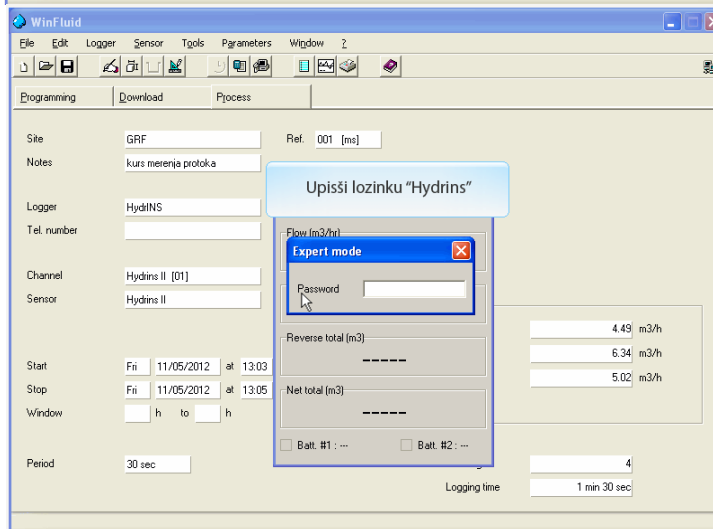 WinFluid
File Edit Logger Sensor Tools Parameters Window ?
Programming Download Process
Site GRF Ref. 001 [ms]
Notes kurs merenja protoka
Upisši lozinku “Hydrins”
Logger HydrINS
Tel. number
Flow (m3/hr)
Expert mode
Channel Hydrins II [01]
Password
Sensor Hydrins II
4.49 m3/h
Reverse total (m3)
-----
6.34 m3/h
Start Fri 11/05/2012 at 13:03
5.02 m3/h
Stop Fri 11/05/2012 at 13:05
Net total (m3)
-----
Window h to h
Batt. #1 : --- Batt. #2 : ---
Period 30 sec
4
Logging time 1 min 30 sec